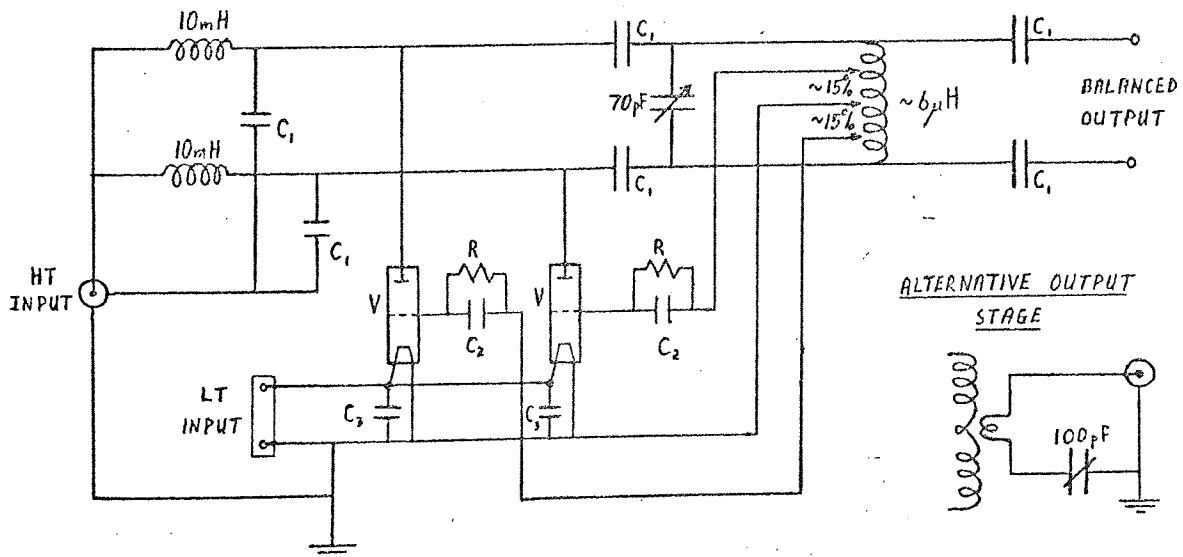 10mH
C₁
C₁
70pF
~15%
~15%
~6μH
BALANCED
OUTPUT
C₁
10mH
C₁
C₁
C₁
HT
INPUT
V
R
C₂
V
R
C₂
LT
INPUT
C₃
C₃
ALTERNATIVE OUTPUT
STAGE
100pF